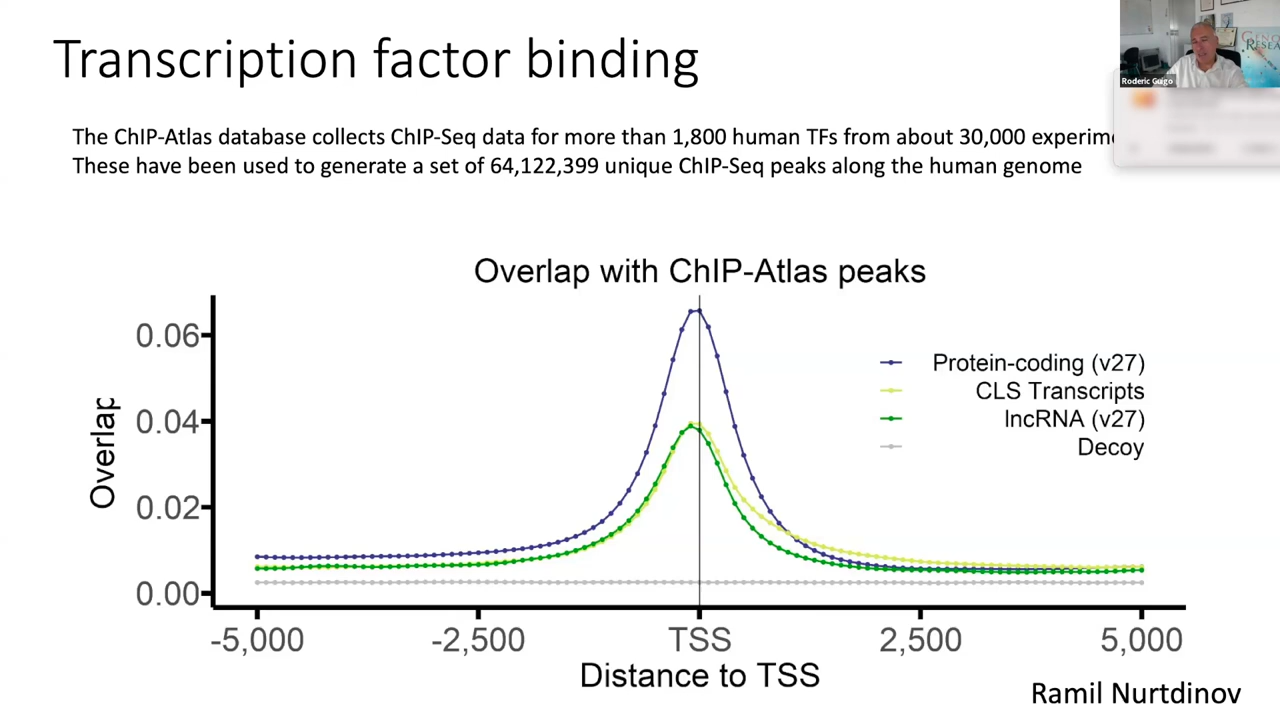 Transcription factor binding
Roderic Guigo
The ChIP-Atlas database collects ChIP-Seq data for more than 1,800 human TFs from about 30,000
These have been used to generate a set of 64,122,399 unique ChIP-Seq peaks along the human genome
Overlap with ChIP-Atlas peaks
Overlap
0.06
0.04
0.02
0.00
Protein-coding (v27)
CLS Transcripts
lncRNA (v27)
Decoy
-5,000 -2,500 TSS 2,500 5,000
Distance to TSS
Ramil Nurtdinov